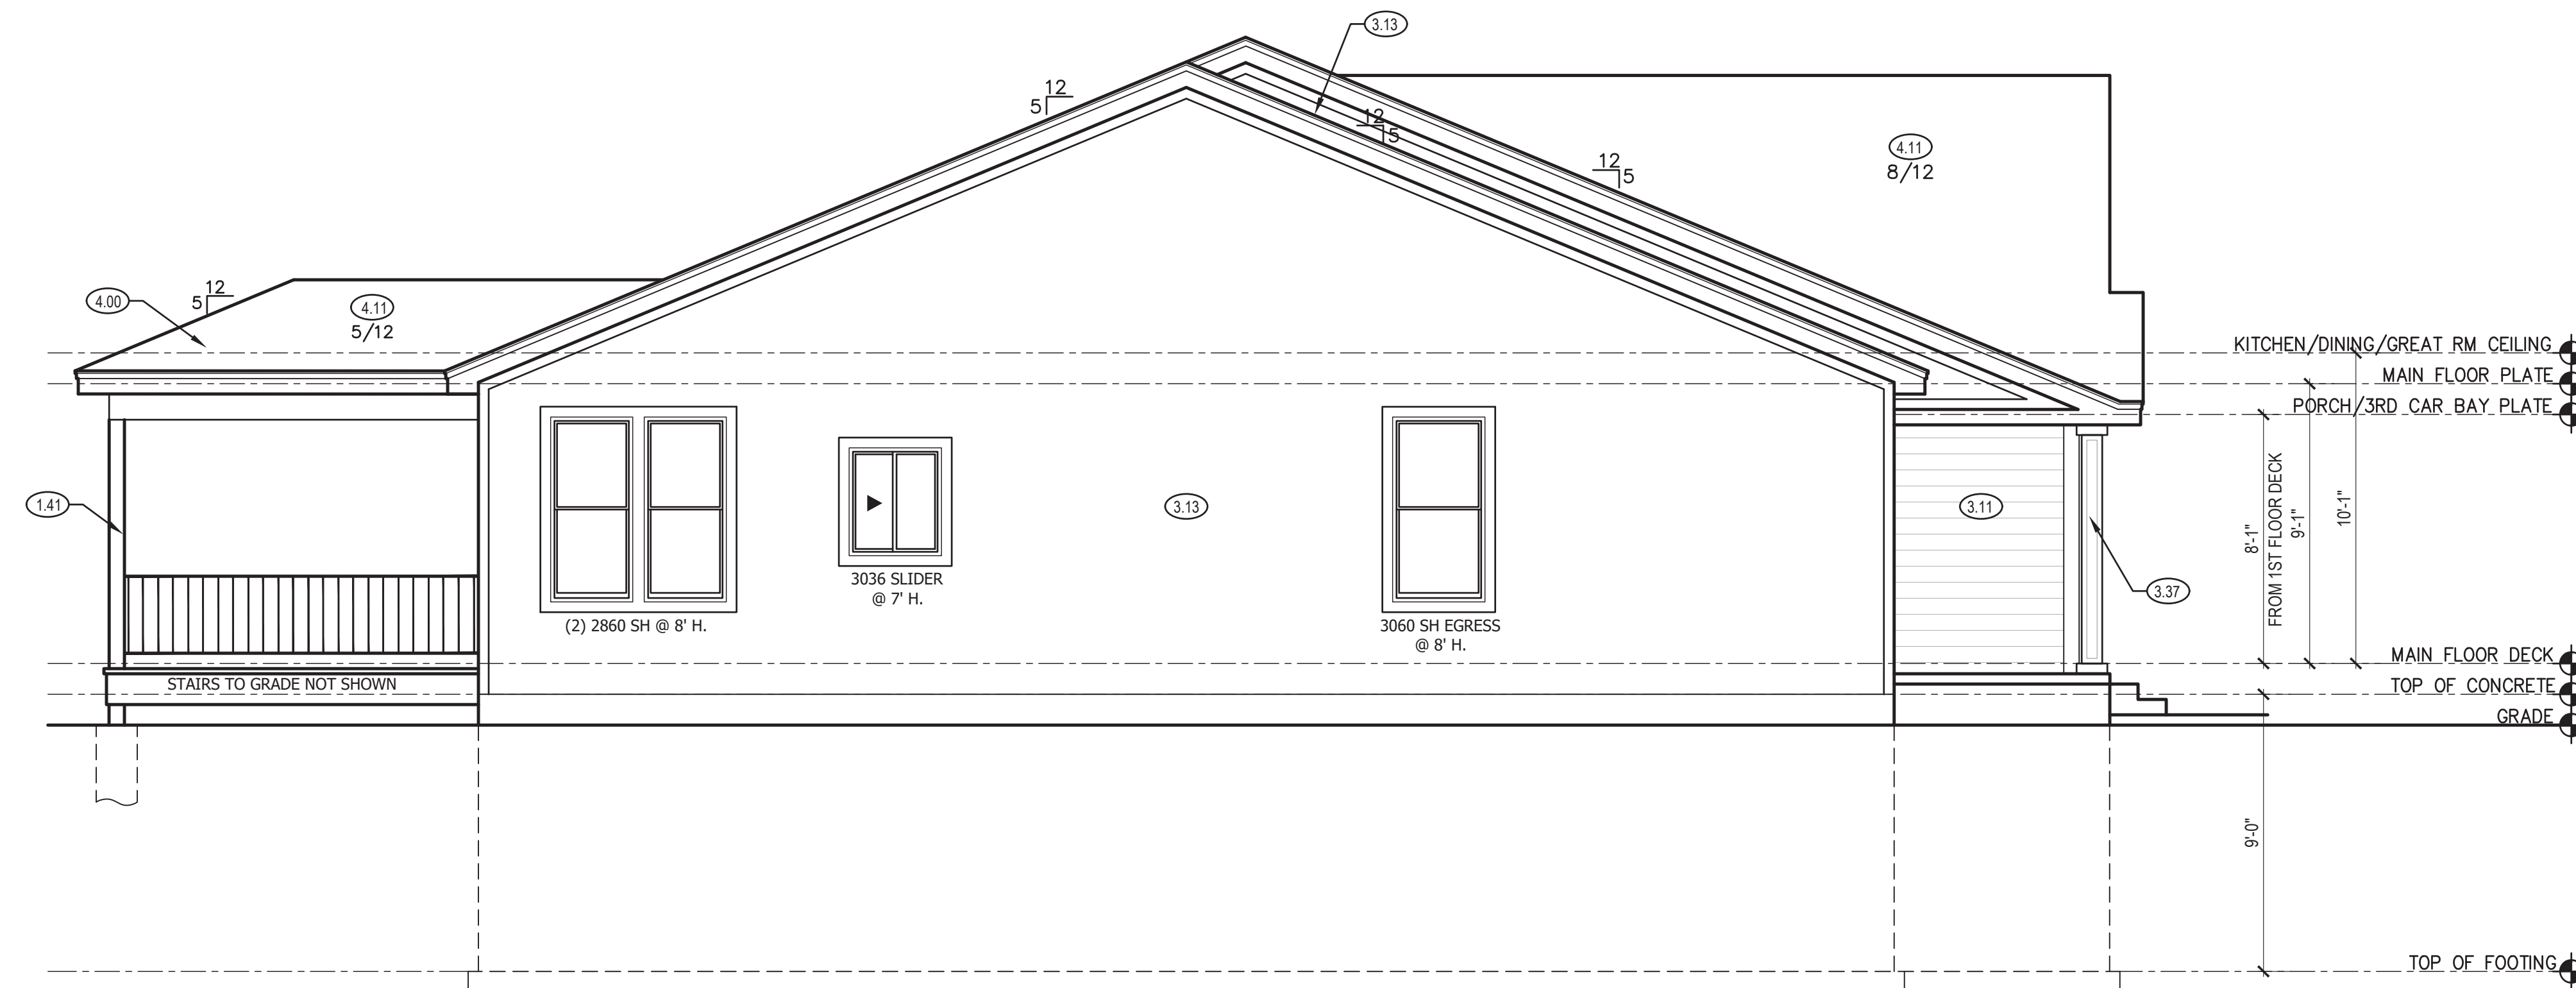 3.13
12
5
12
5
12
5
4.11
8/12
4.00
12
5
4.11
5/12
KITCHEN/DINING/GREAT RM CEILING
MAIN FLOOR PLATE
PORCH/3RD CAR BAY PLATE
1.41
3.13
3.11
3.37
3036 SLIDER
@ 7' H.
(2) 2860 SH @ 8' H.
3060 SH EGRESS
@ 8' H.
8'-1"
FROM 1ST FLOOR DECK
9'-1"
10'-1"
MAIN FLOOR DECK
STAIRS TO GRADE NOT SHOWN
TOP OF CONCRETE
GRADE
9'-0"
TOP OF FOOTING